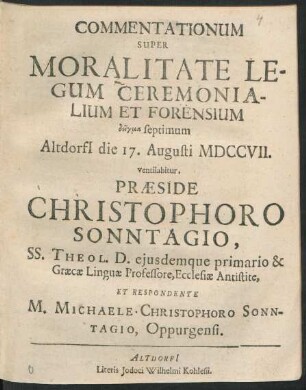 COMMENTATIONUM
SUPER
MORALITATE LE-
GUM CEREMONIA-
LIUM ET FORENSIUM
septimum
Altdorfl die 17. Augusti MDCCVII.
ventilabitur,
PRÆSIDE
CHRISTOPHORO
SONNTAGIO,
SS. THEOL. D. ejusdemque primario &
Græcæ Linguæ Professore, Ecclesiæ Antistite,
ET RESPONDENTE
M. MICHAELE-CHRISTOPHORO SONN-
TAGIO, Oppurgensi.
ALTDORFI
Literis Jodoci Wilhelmi Kohlesii.